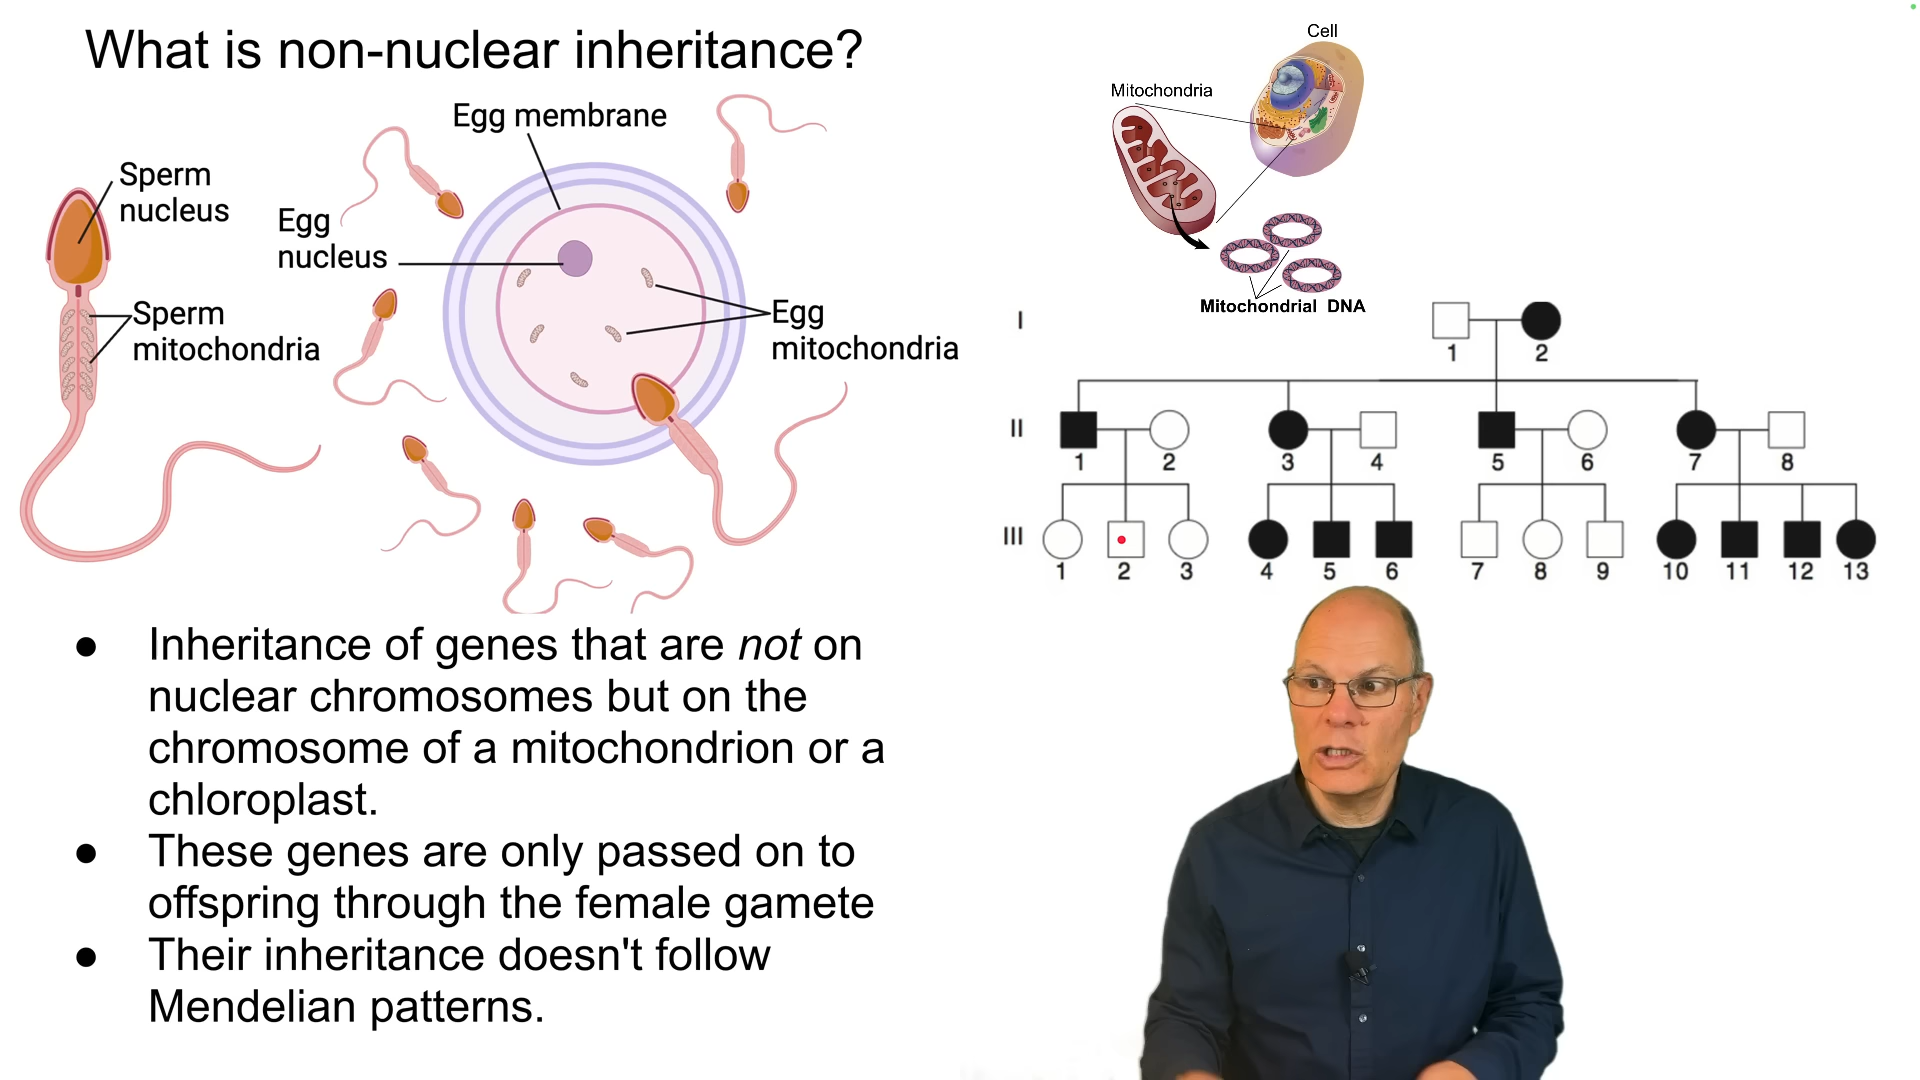 What is non-nuclear inheritance?
Egg membrane
Sperm
nucleus
Egg
nucleus
Sperm
mitochondria
Egg
mitochondria
Cell
Mitochondria
Mitochondrial DNA
I
1 2
II
1 2 3 4 5 6 7 8
III
1 2 3 4 5 6 7 8 9 10 11 12 13
● Inheritance of genes that are not on
nuclear chromosomes but on the
chromosome of a mitochondrion or a
chloroplast.
● These genes are only passed on to
offspring through the female gamete
● Their inheritance doesn't follow
Mendelian patterns.